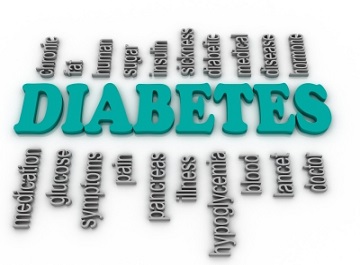 chronic fat human sugar insulin sickness diabetic medical disease hormone
DIABETES
medication glucose symptoms pain pancreas illness hypoglycemia blood lancet doctor